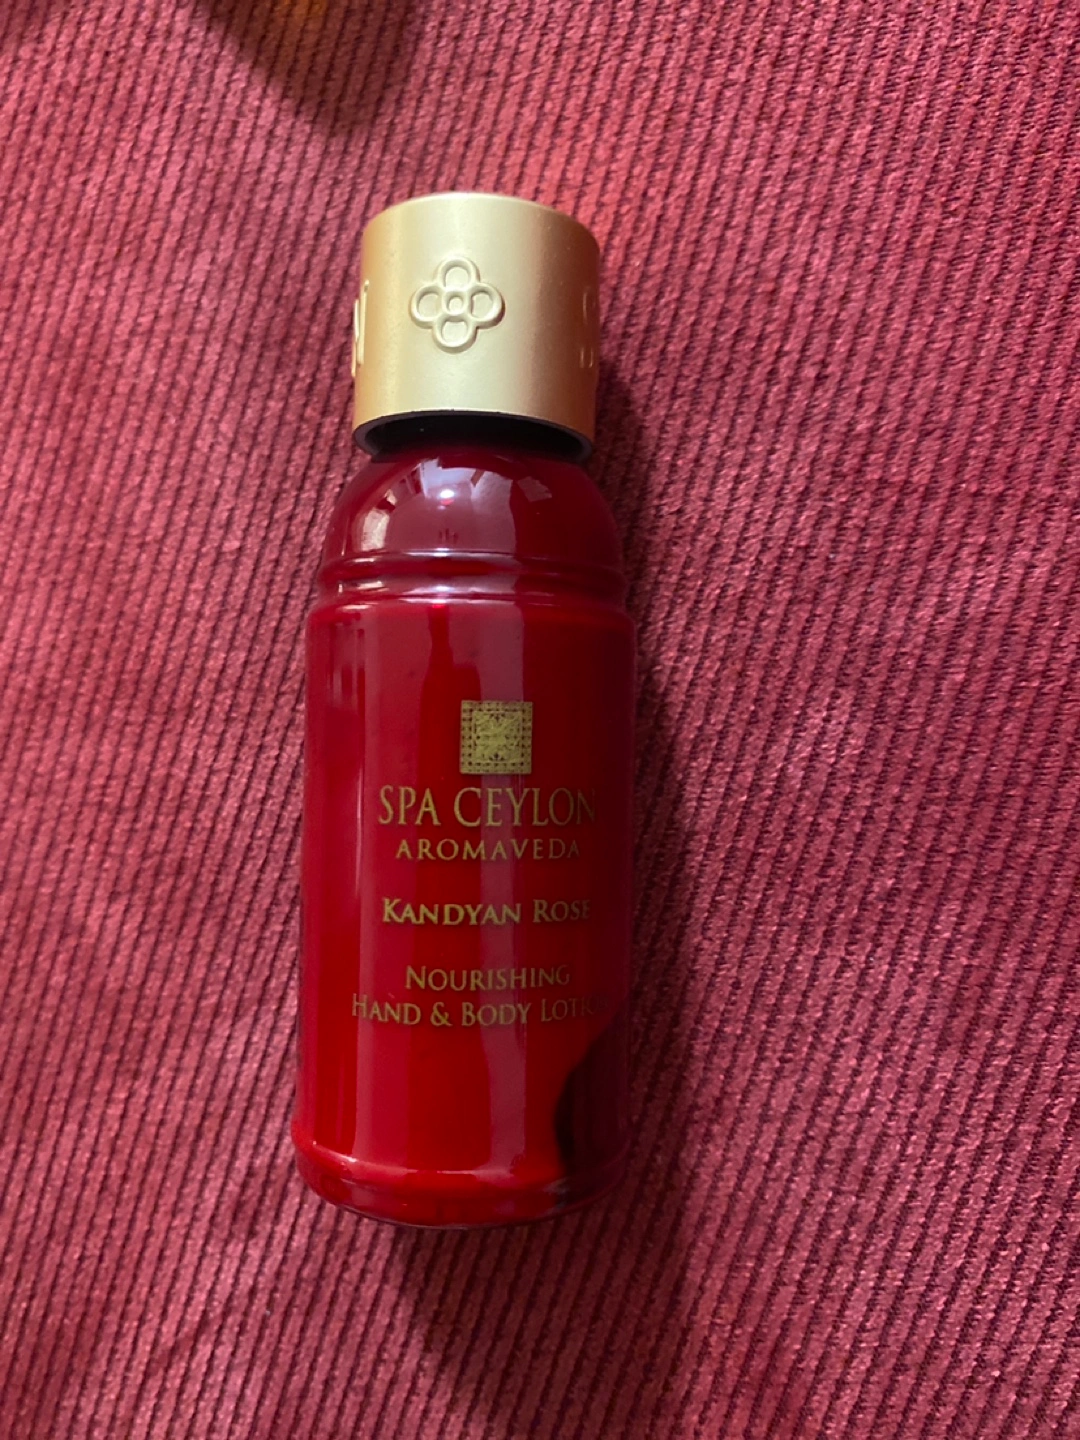 SPA CEYLON
AROMAVEDA
KANDYAN ROSE
NOURISHING
HAND & BODY